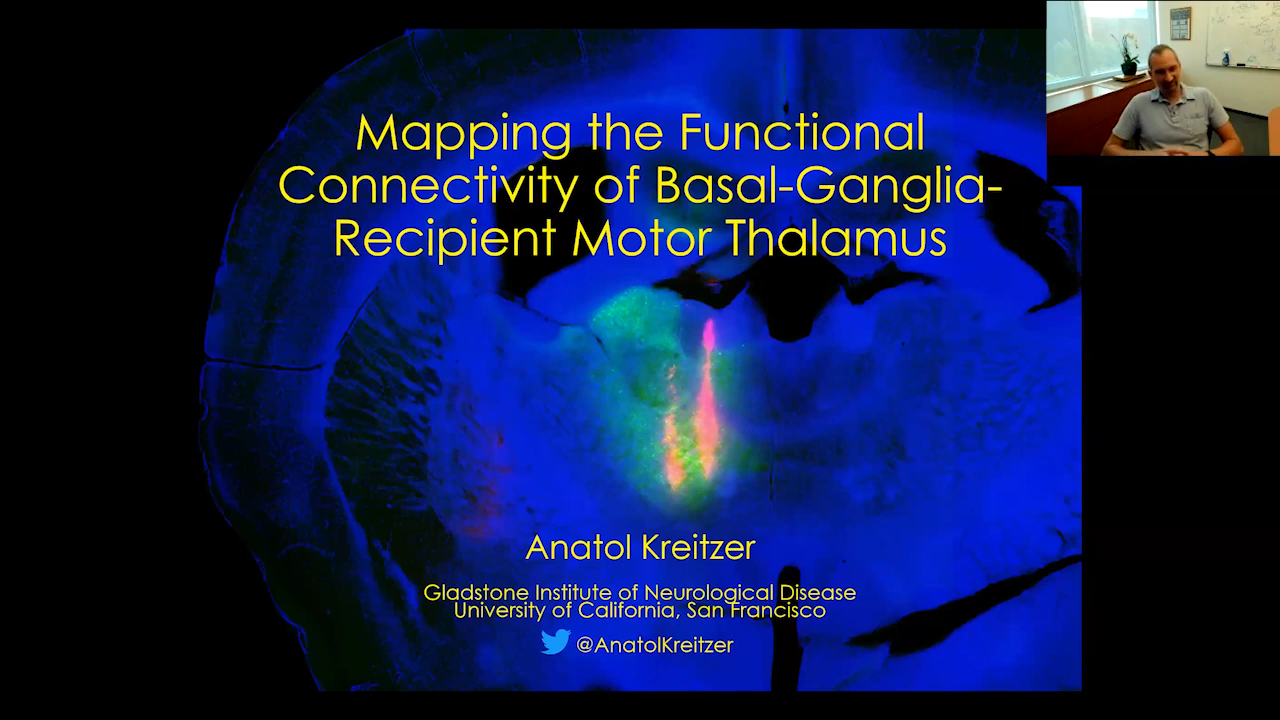 Mapping the Functional
Connectivity of Basal-Ganglia-
Recipient Motor Thalamus
Anatol Kreitzer
Gladstone Institute of Neurological Disease
University of California, San Francisco
@AnatolKreitzer